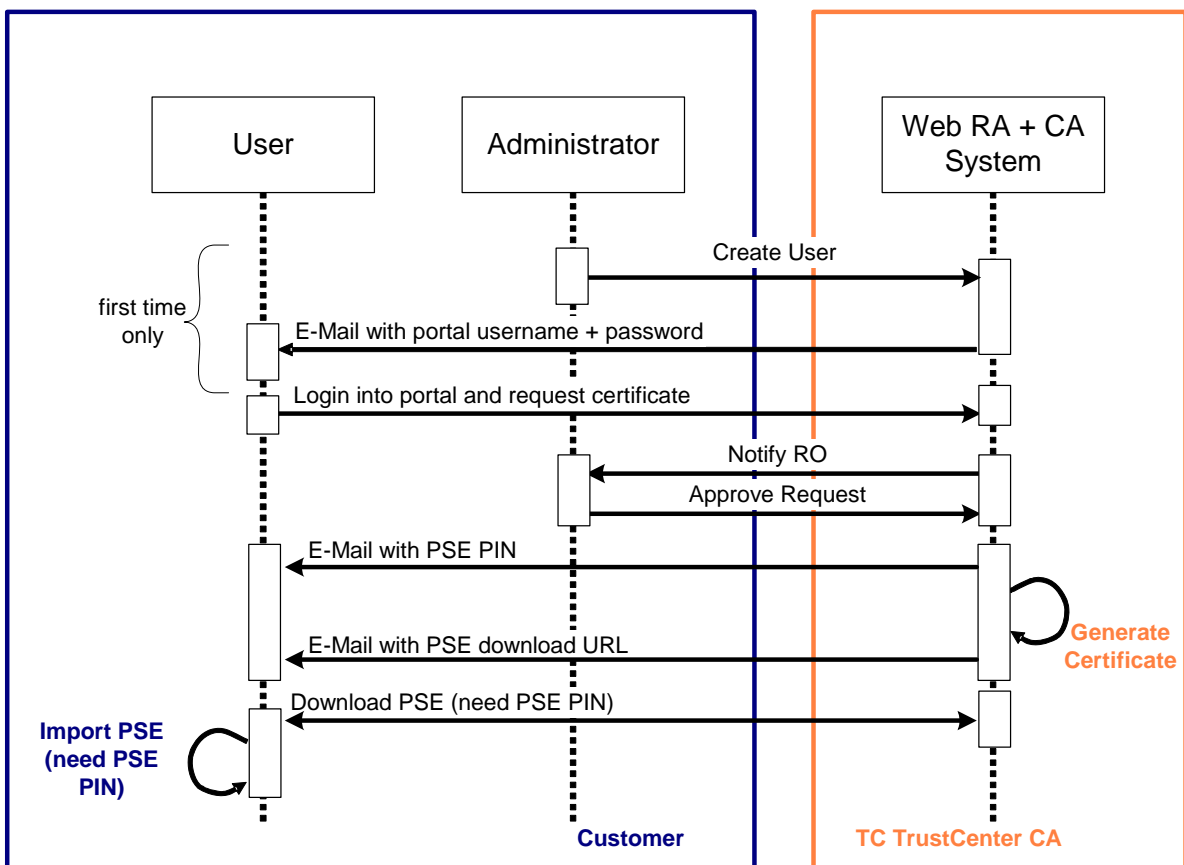 User
Administrator
Web RA + CA
System
Create User
first time
only
E-Mail with portal username + password
Login into portal and request certificate
Notify RO
Approve Request
E-Mail with PSE PIN
Generate
Certificate
E-Mail with PSE download URL
Download PSE (need PSE PIN)
Import PSE
(need PSE
PIN)
Customer
TC TrustCenter CA